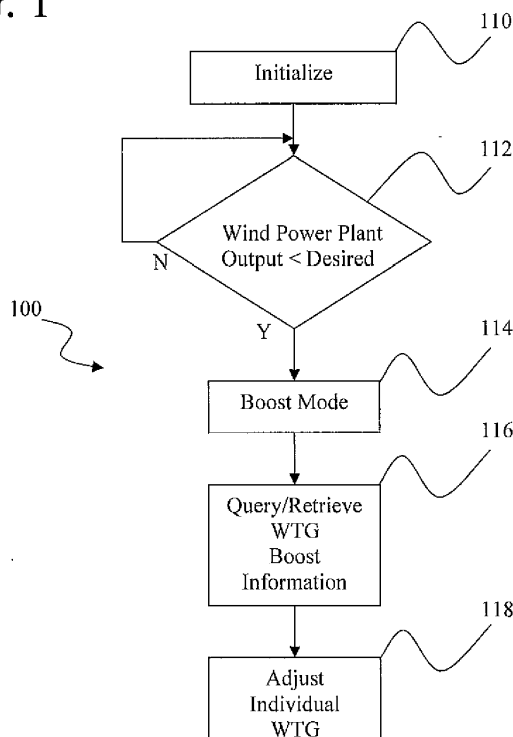 . 1
110
Initialize
112
Wind Power Plant
Output < Desired
N
100
Y
114
Boost Mode
116
Query/Retrieve
WTG
Boost
Information
118
Adjust
Individual
WTG